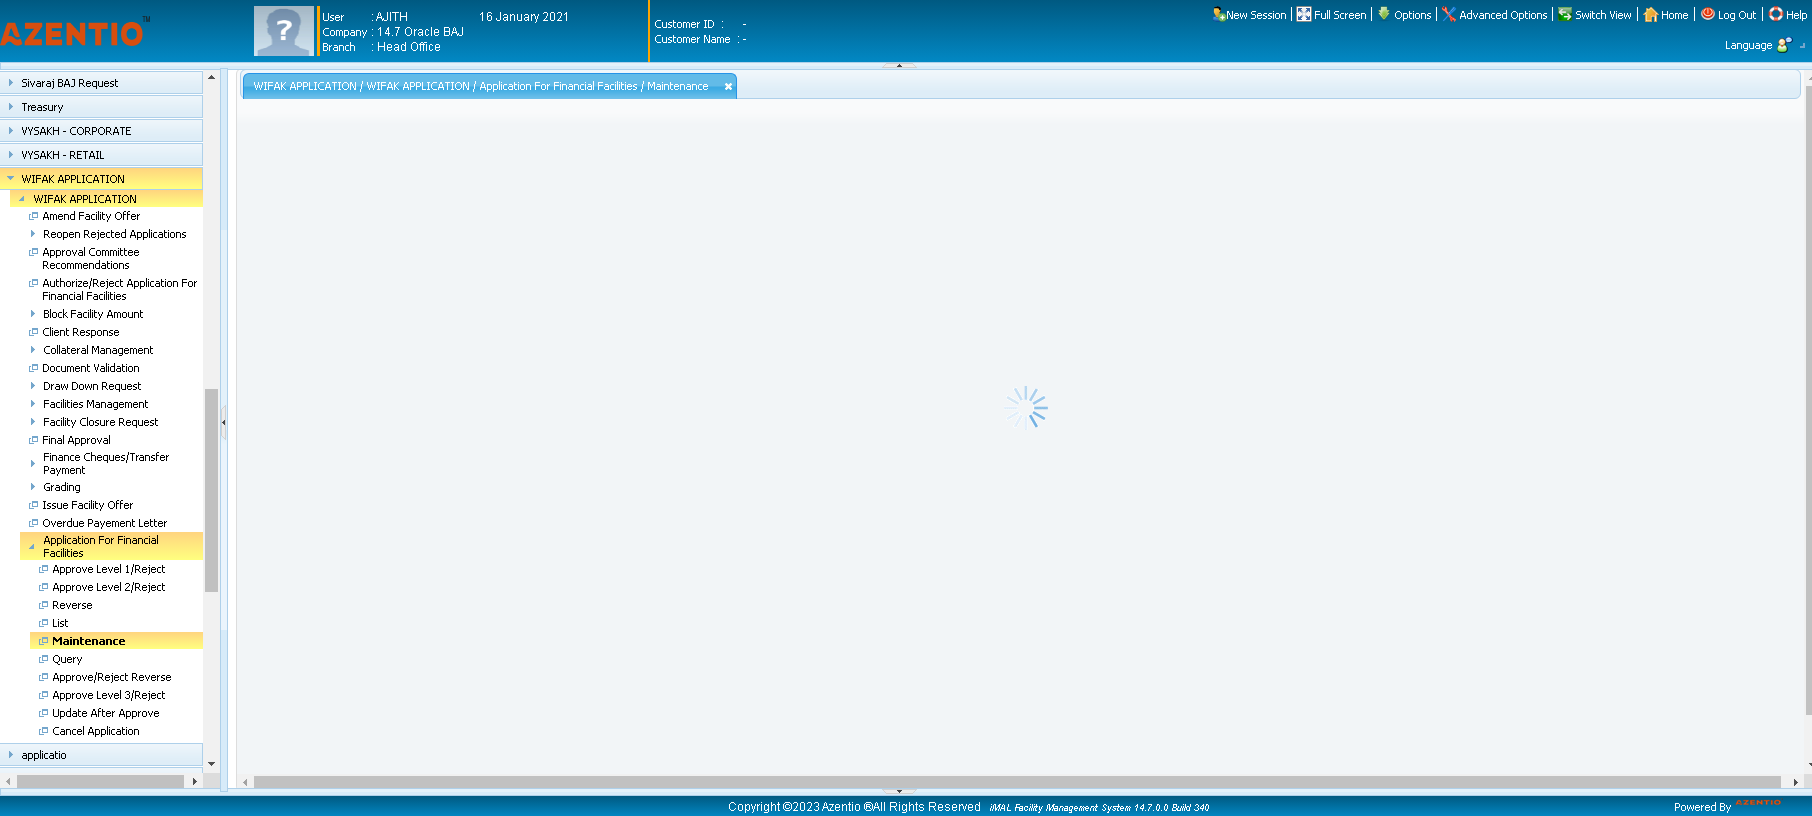 AZENTIO™
User : AJITH 16 January 2021
Company : 14.7 Oracle BAJ
Branch : Head Office
Customer ID : -
Customer Name : -
New Session Full Screen Options Advanced Options Switch View Home Log Out Help
Language
WIFAK APPLICATION / WIFAK APPLICATION / Application For Financial Facilities / Maintenance
Sivaraj BAJ Request
Treasury
VYSAKH - CORPORATE
VYSAKH - RETAIL
WIFAK APPLICATION
WIFAK APPLICATION
Amend Facility Offer
Reopen Rejected Applications
Approval Committee
Recommendations
Authorize/Reject Application For
Financial Facilities
Block Facility Amount
Client Response
Collateral Management
Document Validation
Draw Down Request
Facilities Management
Facility Closure Request
Final Approval
Finance Cheques/Transfer
Payment
Grading
Issue Facility Offer
Overdue Payement Letter
Application For Financial
Facilities
Approve Level 1/Reject
Approve Level 2/Reject
Reverse
List
Maintenance
Query
Approve/Reject Reverse
Approve Level 3/Reject
Update After Approve
Cancel Application
applicatio
Copyright ©2023 Azentio ®All Rights Reserved iMAL Facility Management System 14.7.0.0 Build 340
Powered By AZENTIO